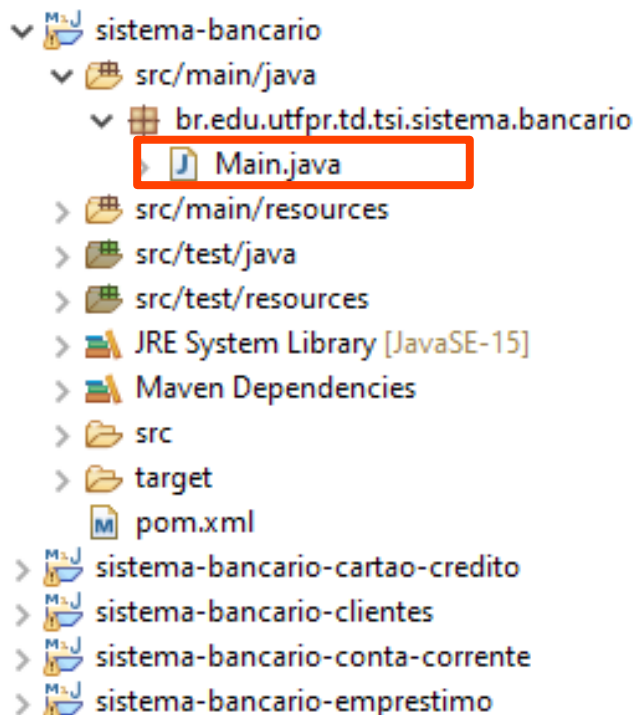 sistema-bancario
src/main/java
br.edu.utfpr.td.tsi.sistema.bancario
Main.java
src/main/resources
src/test/java
src/test/resources
JRE System Library [JavaSE-15]
Maven Dependencies
src
target
pom.xml
sistema-bancario-cartao-credito
sistema-bancario-clientes
sistema-bancario-conta-corrente
sistema-bancario-emprestimo